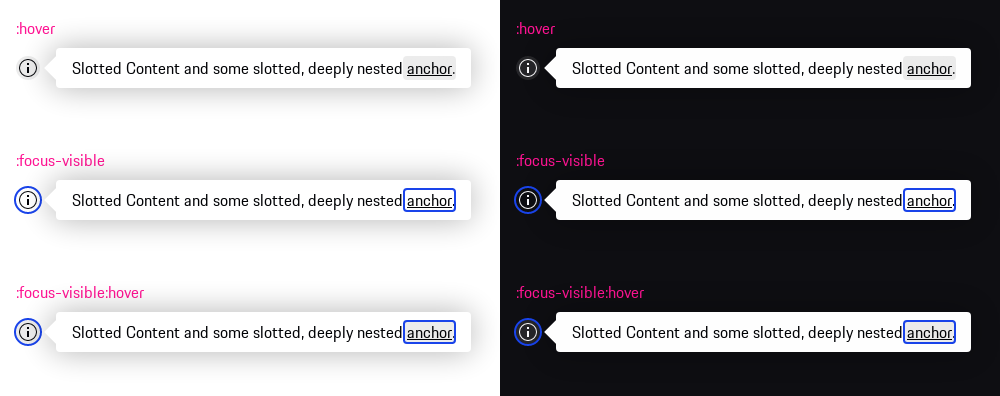 :hover
Slotted Content and some slotted, deeply nested anchor.
:focus-visible
Slotted Content and some slotted, deeply nested anchor.
:focus-visible:hover
Slotted Content and some slotted, deeply nested anchor.
:hover
Slotted Content and some slotted, deeply nested anchor.
:focus-visible
Slotted Content and some slotted, deeply nested anchor.
:focus-visible:hover
Slotted Content and some slotted, deeply nested anchor.